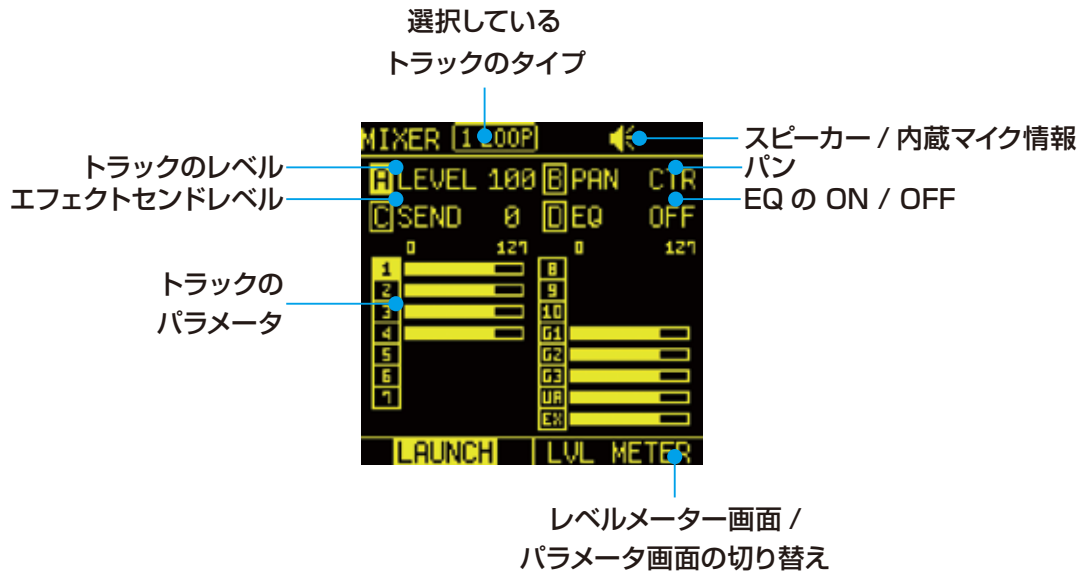 選択している
トラックのタイプ
MIXER 1 LOOP
スピーカー / 内蔵マイク情報
トラックのレベル
パン
エフェクトセンドレベル
EQ の ON / OFF
A LEVEL 100 B PAN CTR
C SEND 0 D EQ OFF
0 127 0 127
トラックの
パラメータ
1 8
2 9
3 10
4 G1
5 G2
6 G3
7 UA
EX
LAUNCH LVL METER
レベルメーター画面 /
パラメータ画面の切り替え